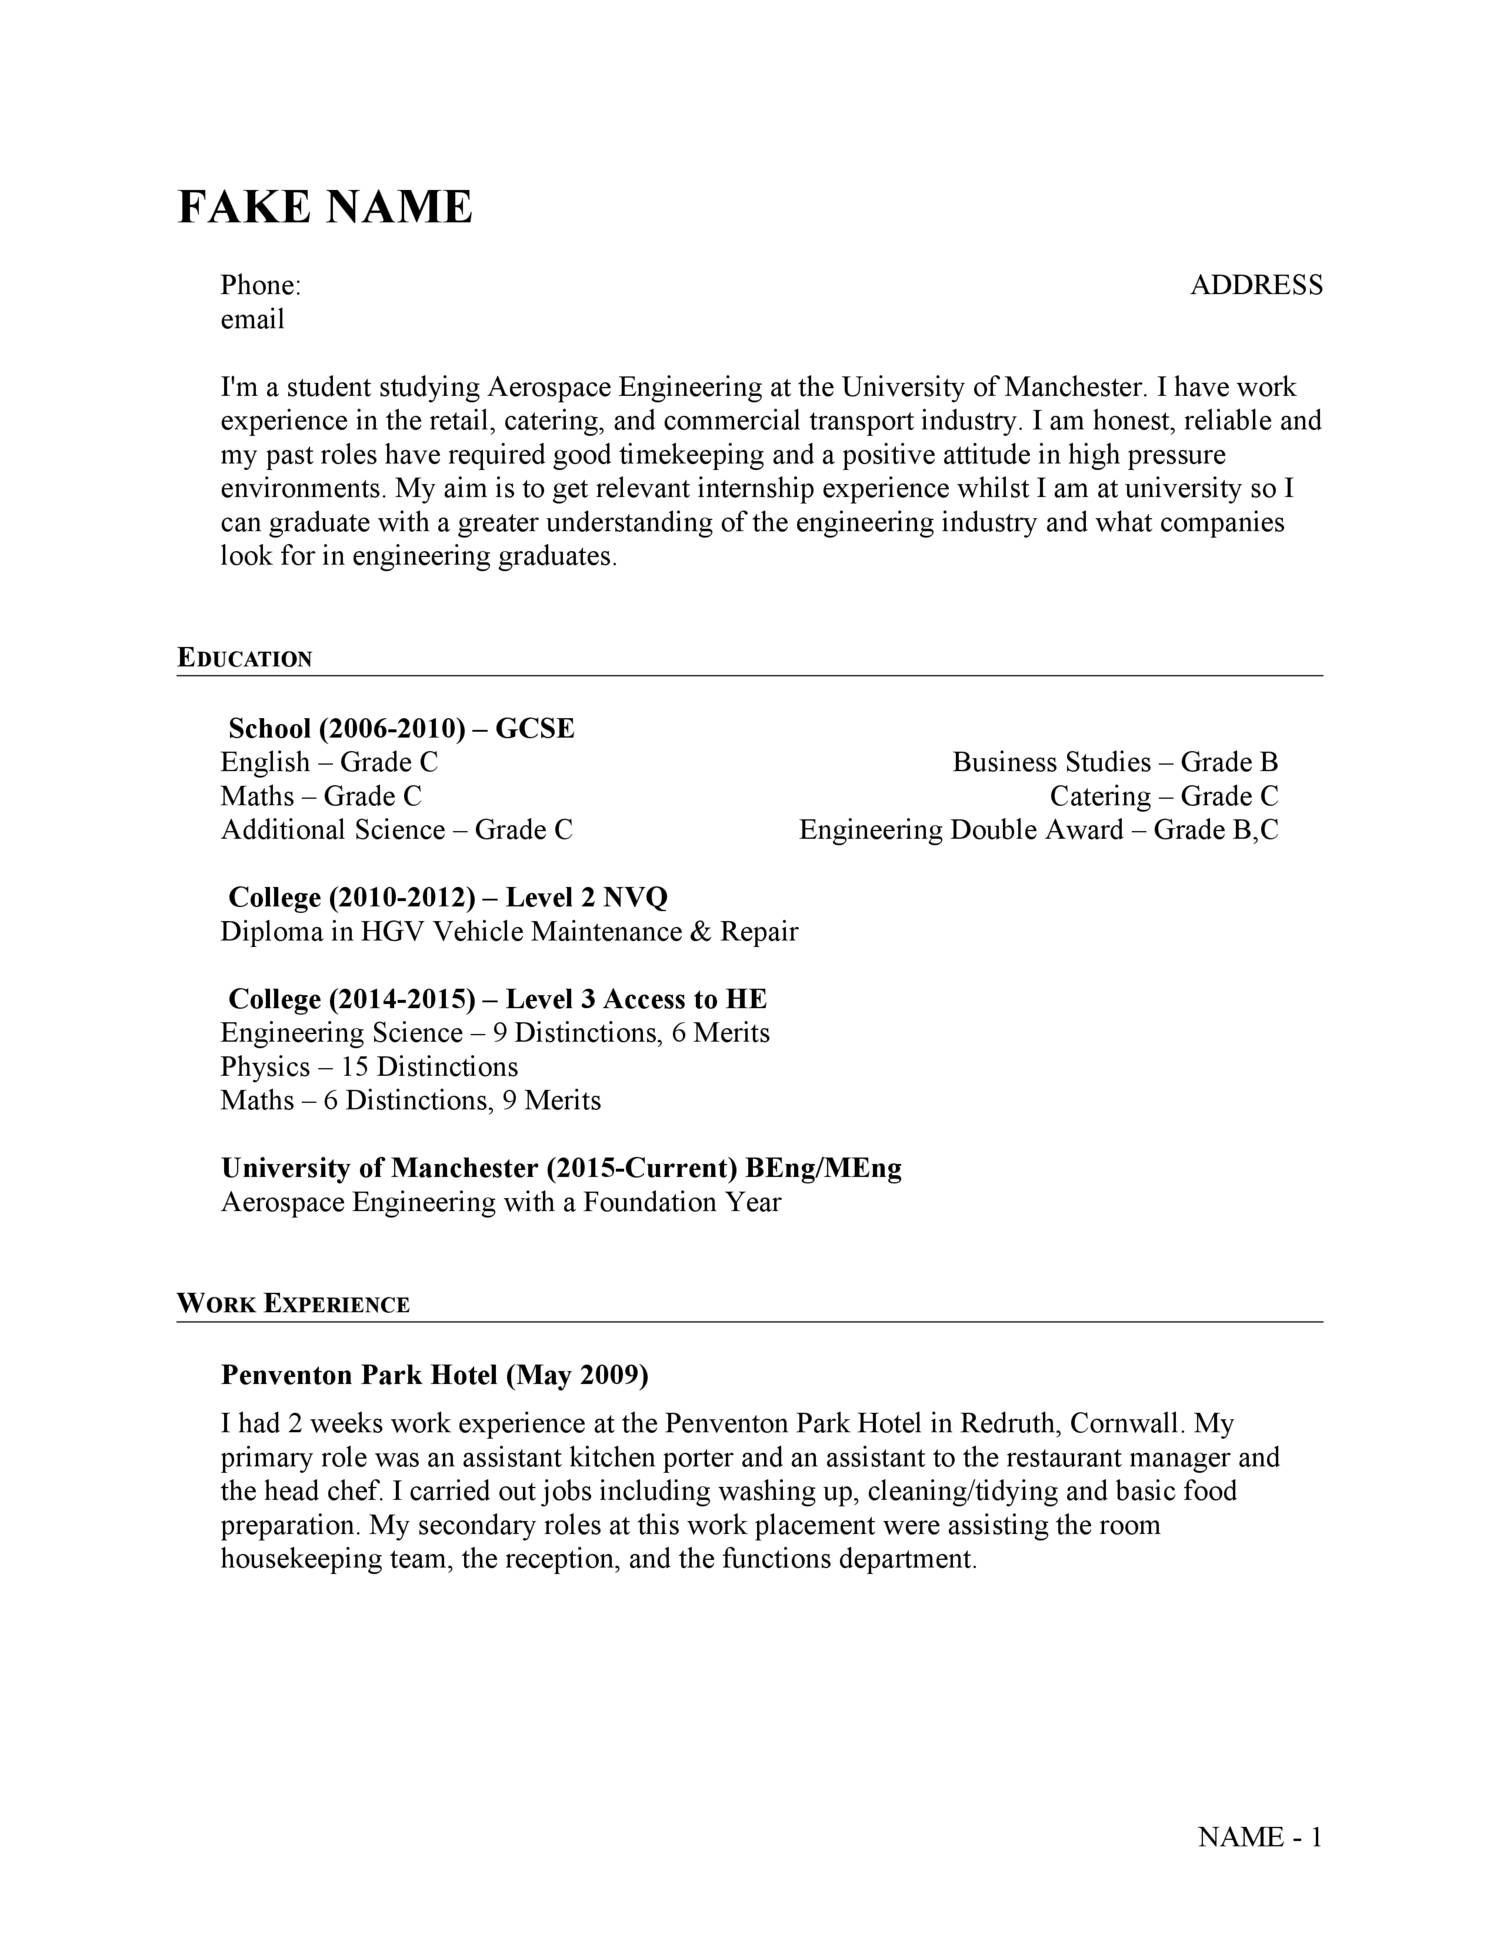 FAKE NAME
Phone: ADDRESS
email
I'm a student studying Aerospace Engineering at the University of Manchester. I have work
experience in the retail, catering, and commercial transport industry. I am honest, reliable and
my past roles have required good timekeeping and a positive attitude in high pressure
environments. My aim is to get relevant internship experience whilst I am at university so I
can graduate with a greater understanding of the engineering industry and what companies
look for in engineering graduates.
EDUCATION
School (2006-2010) – GCSE
English – Grade C Business Studies – Grade B
Maths – Grade C Catering – Grade C
Additional Science – Grade C Engineering Double Award – Grade B,C
College (2010-2012) – Level 2 NVQ
Diploma in HGV Vehicle Maintenance & Repair
College (2014-2015) – Level 3 Access to HE
Engineering Science – 9 Distinctions, 6 Merits
Physics – 15 Distinctions
Maths – 6 Distinctions, 9 Merits
University of Manchester (2015-Current) BEng/MEng
Aerospace Engineering with a Foundation Year
WORK EXPERIENCE
Penventon Park Hotel (May 2009)
I had 2 weeks work experience at the Penventon Park Hotel in Redruth, Cornwall. My
primary role was an assistant kitchen porter and an assistant to the restaurant manager and
the head chef. I carried out jobs including washing up, cleaning/tidying and basic food
preparation. My secondary roles at this work placement were assisting the room
housekeeping team, the reception, and the functions department.
NAME - 1